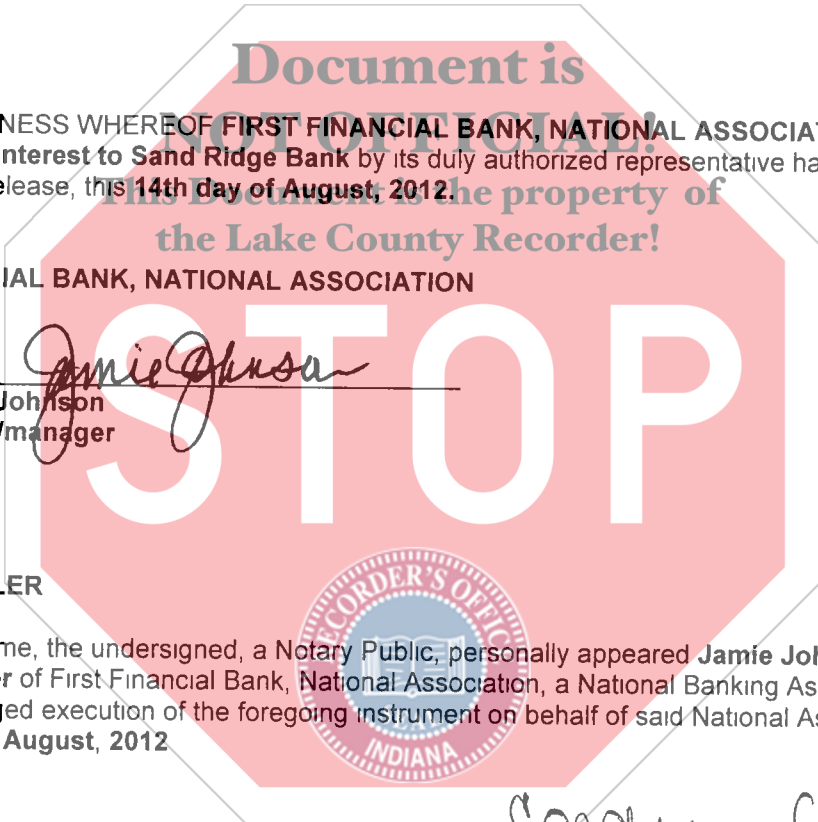 Document is
NOT OFFICIAL!
NESS WHEREOF FIRST FINANCIAL BANK, NATIONAL ASSOCIAT
nterest to Sand Ridge Bank by its duly authorized representative ha
elease, this 14th day of August, 2012.
This Document is the property of
the Lake County Recorder!
IAL BANK, NATIONAL ASSOCIATION
STOP
Jamie Johnson
Johnson
/manager
LER
RECORDER'S OFFICE
me, the undersigned, a Notary Public, personally appeared Jamie Joh
r of First Financial Bank, National Association, a National Banking As
ged execution of the foregoing instrument on behalf of said National As
August, 2012
INDIANA